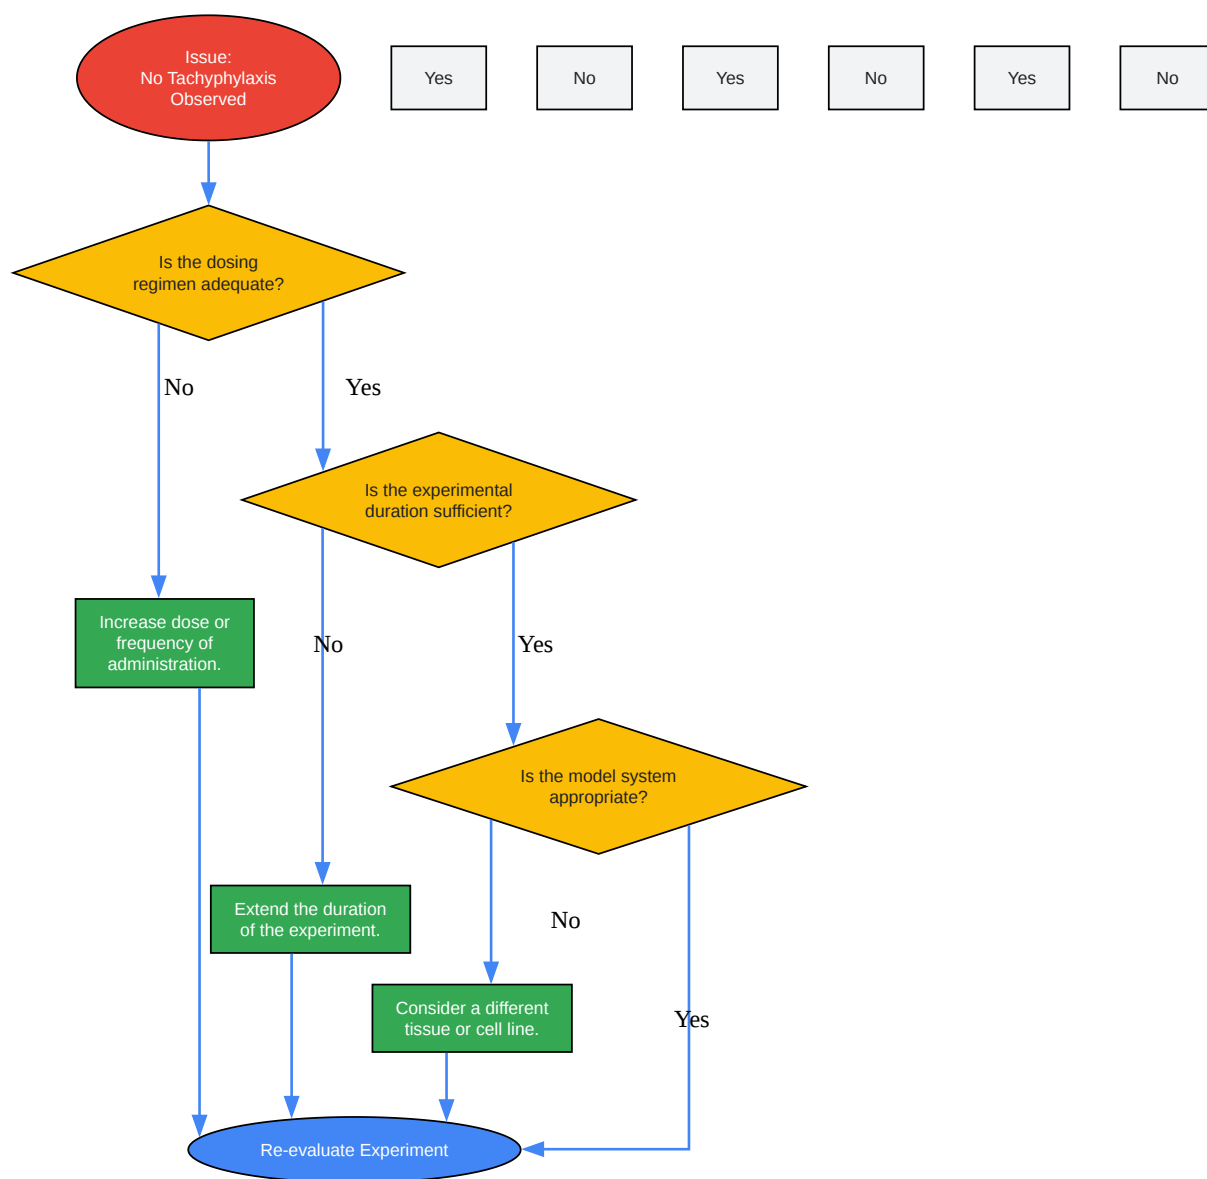 Issue:
No Tachyphylaxis
Observed
Yes
No
Yes
No
Yes
No
Is the dosing
regimen adequate?
No
Yes
Is the experimental
duration sufficient?
Increase dose or
frequency of
administration.
No
Yes
Is the model system
appropriate?
Extend the duration
of the experiment.
No
Consider a different
tissue or cell line.
Yes
Re-evaluate Experiment